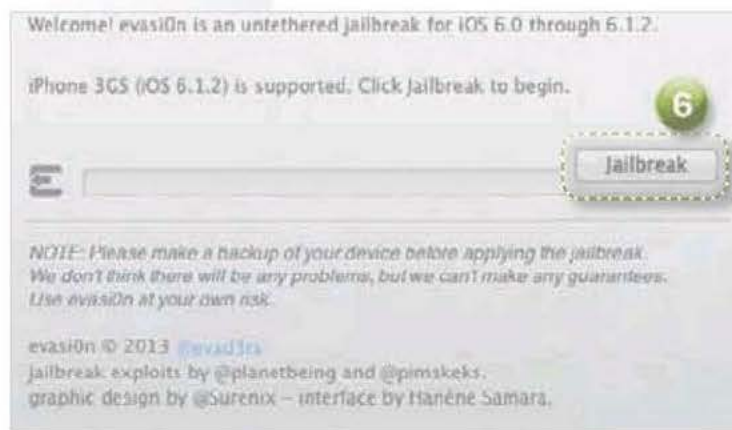 Welcome! evasi0n is an untethered jailbreak for iOS 6.0 through 6.1.2.
iPhone 3GS (iOS 6.1.2) is supported. Click Jailbreak to begin.
6
Jailbreak
NOTE: Please make a backup of your device before applying the jailbreak.
We don't think there will be any problems, but we can't make any guarantees.
Use evasi0n at your own risk.
evasi0n © 2013 @evad3rs
Jailbreak exploits by @planetbeing and @pimskeks.
graphic design by @Surenix – interface by Hanéne Samara.